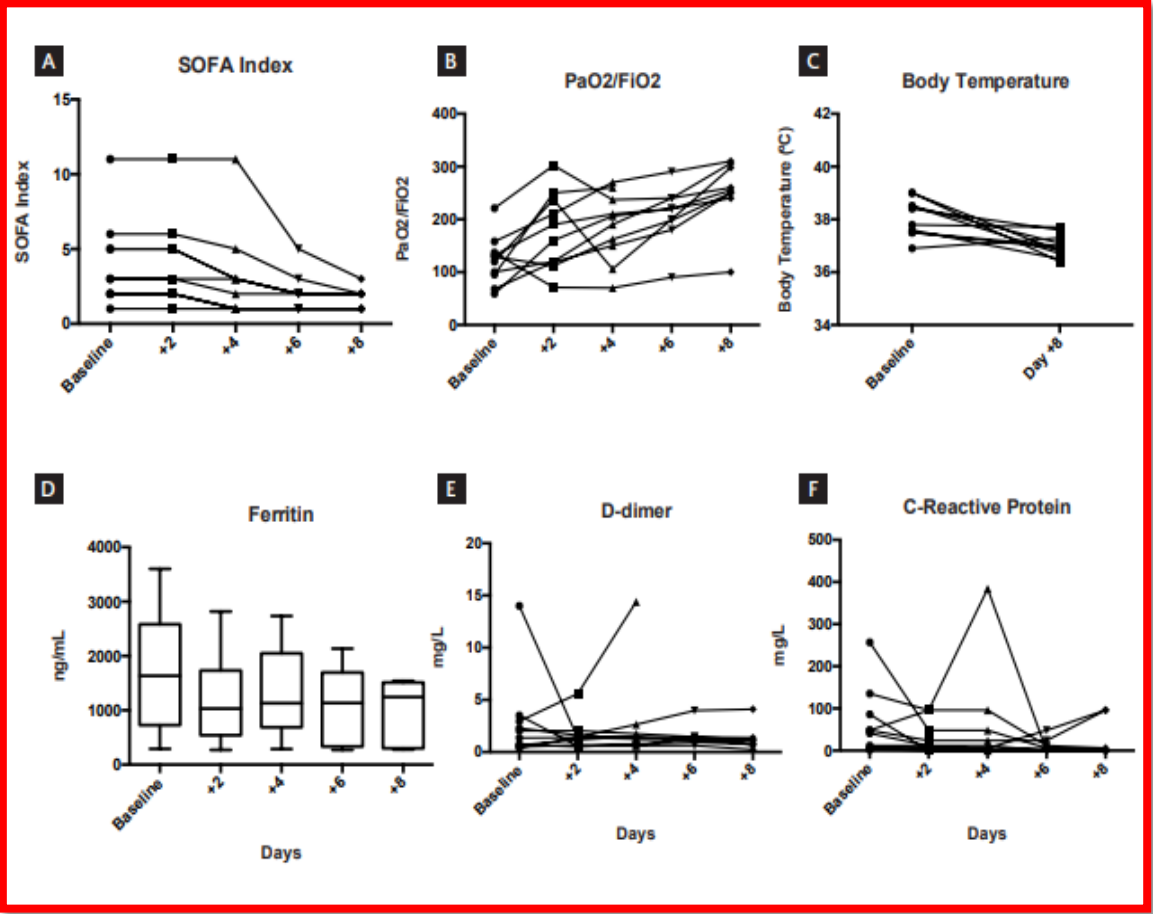 A
SOFA Index
SOFA Index
15
10
5
0
Baseline
+2
+4
+6
+8
B
PaO2/FiO2
PaO2/FiO2
400
300
200
100
0
Baseline
+2
+4
+6
+8
C
Body Temperature
Body Temperature (ºC)
42
40
38
36
34
Baseline
Day +8
D
Ferritin
ng/mL
4000
3000
2000
1000
0
Baseline
+2
+4
+6
+8
Days
E
D-dimer
mg/L
20
15
10
5
0
Baseline
+2
+4
+6
+8
Days
F
C-Reactive Protein
mg/L
500
400
300
200
100
0
Baseline
+2
+4
+6
+8
Days